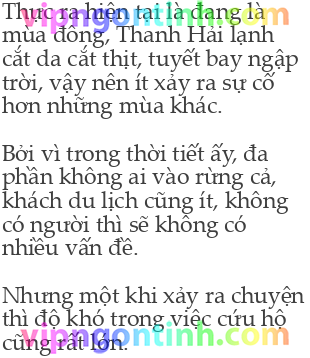 Thực ra hiện tại là đang là
vipngontinh.com
mùa đông, Thanh Hải lạnh
cắt da cắt thịt, tuyết bay ngập
trời, vậy nên ít xảy ra sự cố
hơn những mùa khác.
Bởi vì trong thời tiết ấy, đa
phần không ai vào rừng cả,
khách du lịch cũng ít, không
có người thì sẽ không có
nhiều vấn đề.
Nhưng một khi xảy ra chuyện
thì độ khó trong việc cứu hộ
vipngontinh.com
cũng rất lớn.